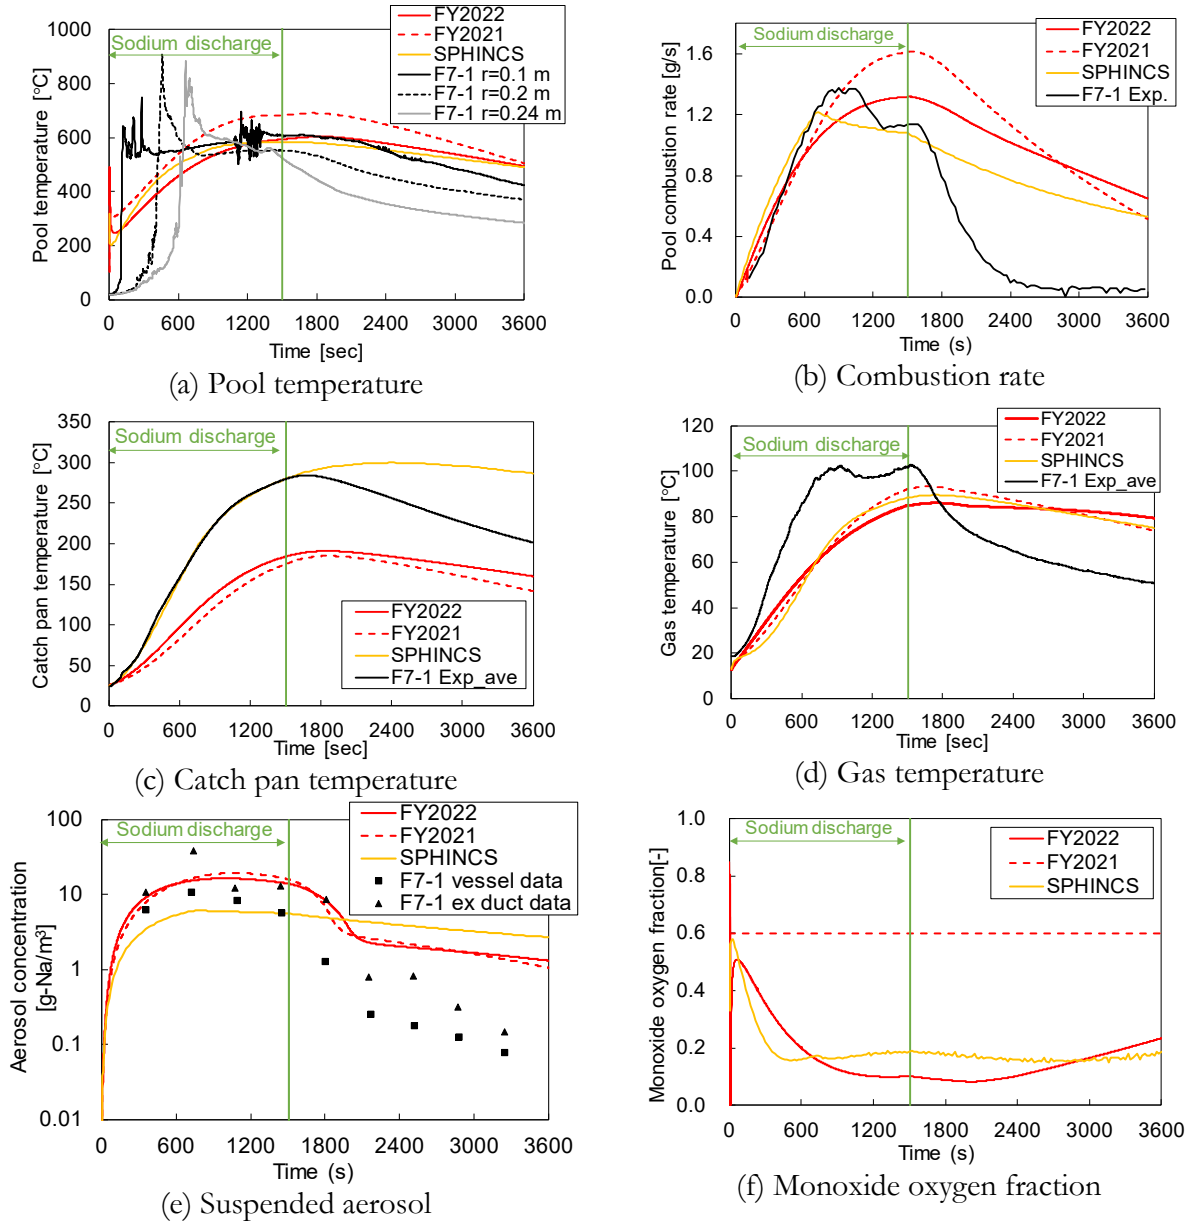 1000
800
600
400
200
0
Pool temperature [°C]
Sodium discharge
FY2022
FY2021
SPHINCS
F7-1 r=0.1 m
F7-1 r=0.2 m
F7-1 r=0.24 m
0 600 1200 1800 2400 3000 3600
Time [sec]
(a) Pool temperature
1.6
1.2
0.8
0.4
0.0
Pool combustion rate [g/s]
Sodium discharge
FY2022
FY2021
SPHINCS
F7-1 Exp.
0 600 1200 1800 2400 3000 3600
Time (s)
(b) Combustion rate
350
300
250
200
150
100
50
0
Catch pan temperature [°C]
Sodium discharge
FY2022
FY2021
SPHINCS
F7-1 Exp_ave
0 600 1200 1800 2400 3000 3600
Time [sec]
(c) Catch pan temperature
120
100
80
60
40
20
0
Gas temperature [°C]
Sodium discharge
FY2022
FY2021
SPHINCS
F7-1 Exp_ave
0 600 1200 1800 2400 3000 3600
Time [sec]
(d) Gas temperature
100
10
1
0.1
0.01
Aerosol concentration
[g-Na/m³]
Sodium discharge
FY2022
FY2021
SPHINCS
F7-1 vessel data
F7-1 ex duct data
0 600 1200 1800 2400 3000 3600
Time (s)
(e) Suspended aerosol
1.0
0.8
0.6
0.4
0.2
0.0
Monoxide oxygen fraction[-]
Sodium discharge
FY2022
FY2021
SPHINCS
0 600 1200 1800 2400 3000 3600
Time (s)
(f) Monoxide oxygen fraction